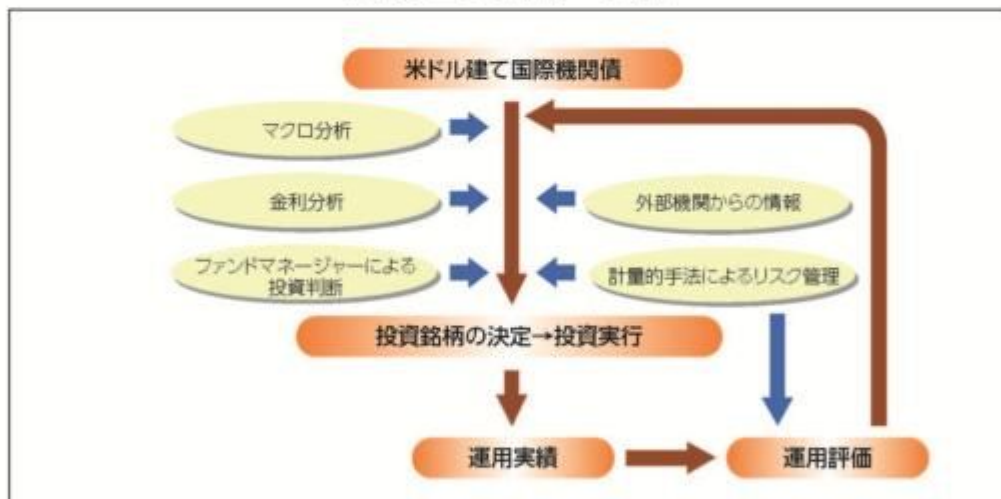 米ドル建て国際機関債
マクロ分析
金利分析
外部機関からの情報
ファンドマネージャーによる
投資判断
計量的手法によるリスク管理
投資銘柄の決定→投資実行
運用実績
運用評価